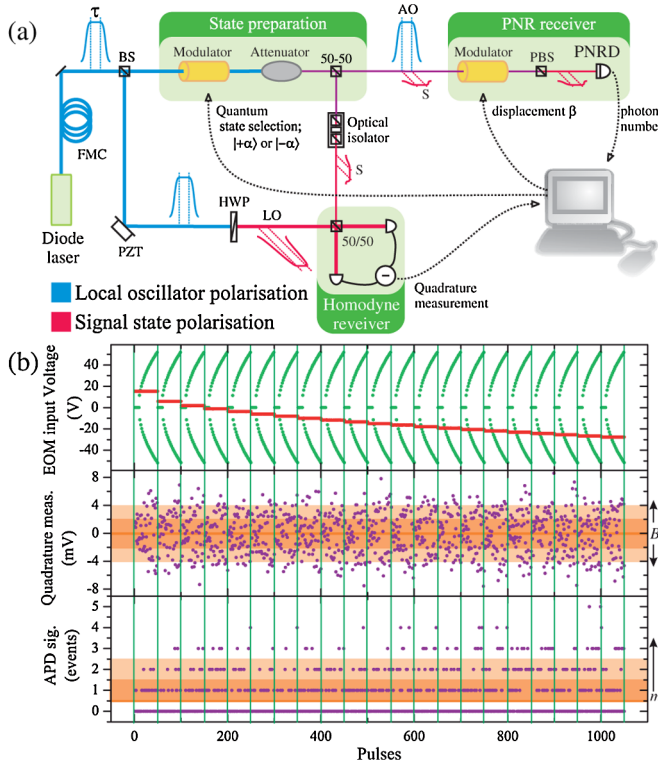 (a)
τ
State preparation
AO
PNR receiver
BS
Modulator
Attenuator
50-50
Modulator
PBS
PNRD
S
FMC
Quantum
state selection;
|+α⟩ or |−α⟩
Optical
isolator
displacement β
photon
numbe
S
HWP
LO
Diode
laser
PZT
50/50
−
Quadrature
measurement
Local oscillator polarisation
Signal state polarisation
Homodyne
reveiver
(b)
EOM input Voltage
(V)
40
20
0
-20
-40
Quadrature meas.
(mV)
8
4
0
-4
-8
B
APD sig.
(events)
5
4
3
2
1
0
n
0
200
400
600
800
1000
Pulses